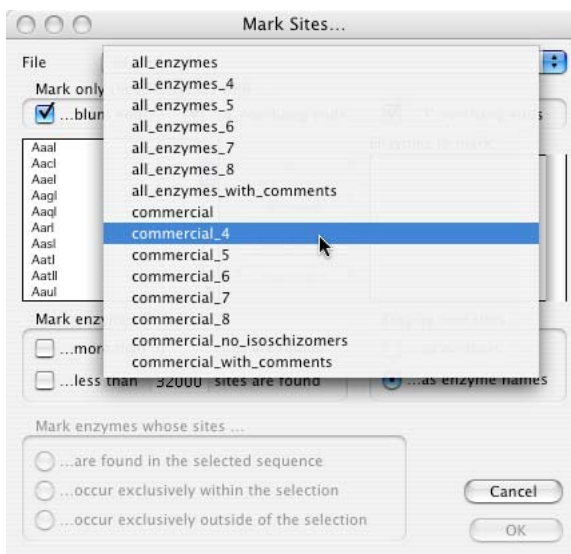 Mark Sites...
File
all_enzymes
all_enzymes_4
all_enzymes_5
all_enzymes_6
all_enzymes_7
all_enzymes_8
all_enzymes_with_comments
commercial
commercial_4
commercial_5
commercial_6
commercial_7
commercial_8
commercial_no_isoschizomers
commercial_with_comments
Mark only
...blun
AaaI
AacI
AaeI
AagI
AaqI
AarI
AasI
AatI
AatII
AauI
Mark enzy
...mor
...less than 32000 sites are found
...as enzyme names
Mark enzymes whose sites ...
...are found in the selected sequence
...occur exclusively within the selection
...occur exclusively outside of the selection
Cancel
OK